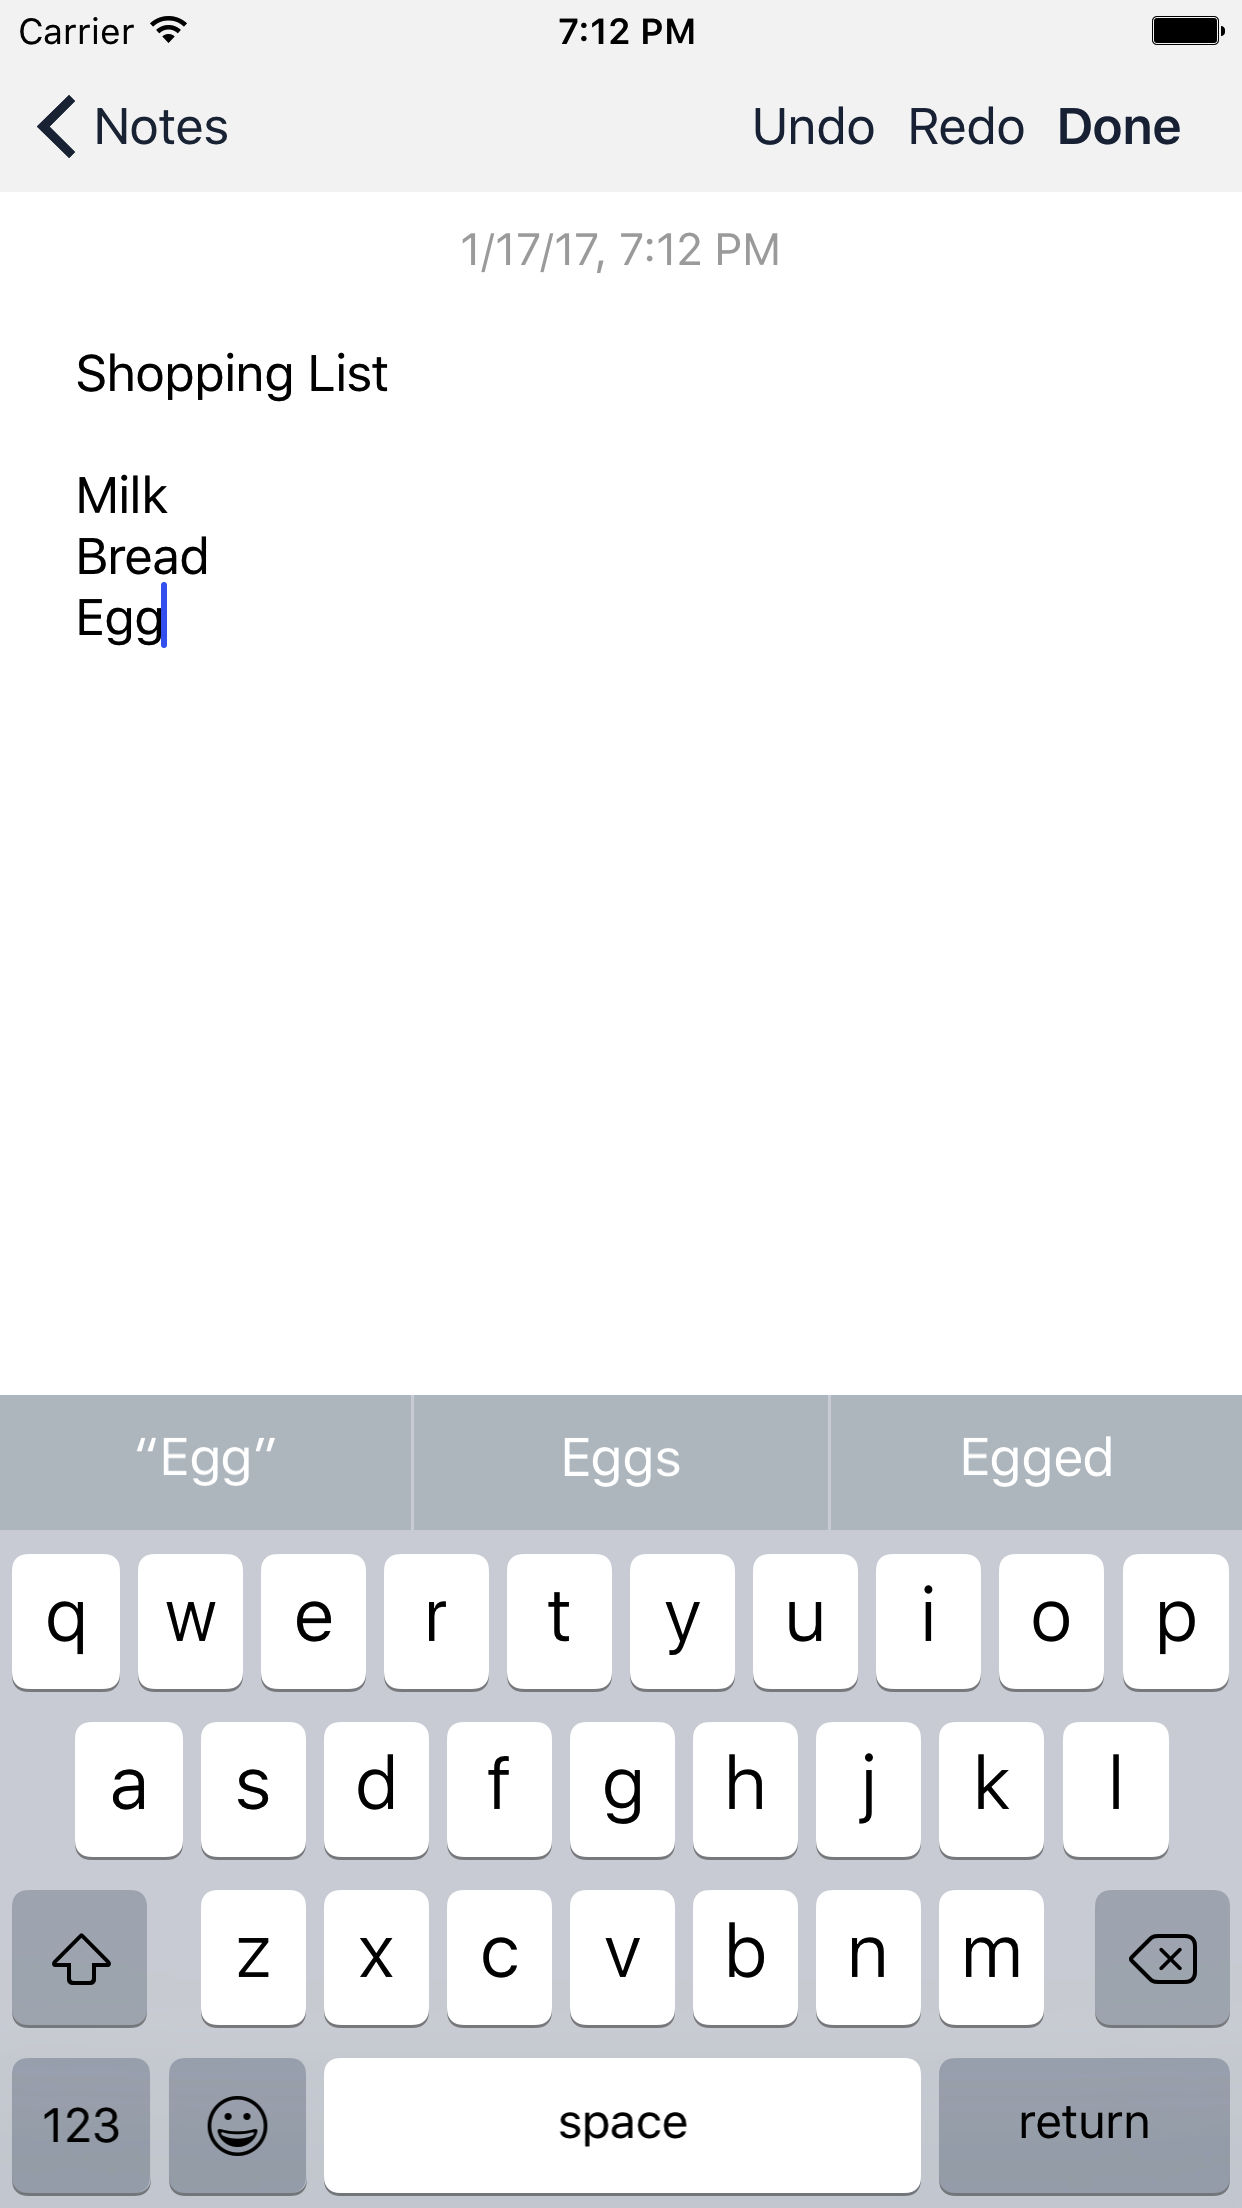 Carrier 7:12 PM
Notes Undo Redo Done
1/17/17, 7:12 PM
Shopping List
Milk
Bread
Egg
“Egg” Eggs Egged
q w e r t y u i o p
a s d f g h j k l
z x c v b n m
123 space return